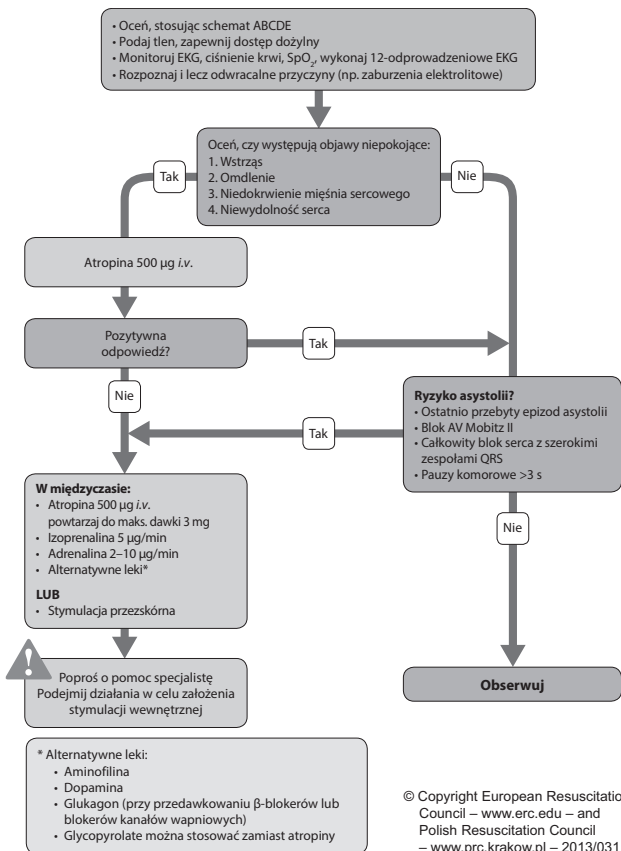 • Oceń, stosując schemat ABCDE
• Podaj tlen, zapewnij dostęp dożylny
• Monitoruj EKG, ciśnienie krwi, SpO₂, wykonaj 12-odprowadzeniowe EKG
• Rozpoznaj i lecz odwracalne przyczyny (np. zaburzenia elektrolitowe)
Oceń, czy występują objawy niepokojące:
1. Wstrząs
2. Omdlenie
3. Niedokrwienie mięśnia sercowego
4. Niewydolność serca
Tak
Nie
Atropina 500 µg i.v.
Pozytywna
odpowiedź?
Tak
Nie
Ryzyko asystolii?
• Ostatnio przebyty epizod asystolii
• Blok AV Mobitz II
• Całkowity blok serca z szerokimi
zespołami QRS
• Pauzy komorowe >3 s
Tak
Nie
W międzyczasie:
• Atropina 500 µg i.v.
powtarzaj do maks. dawki 3 mg
• Izoprenalina 5 µg/min
• Adrenalina 2–10 µg/min
• Alternatywne leki*
LUB
• Stymulacja przezskórna
!
Poproś o pomoc specjalistę
Podejmij działania w celu założenia
stymulacji wewnętrznej
Obserwuj
* Alternatywne leki:
• Aminofilina
• Dopamina
• Glukagon (przy przedawkowaniu β-blokerów lub
blokerów kanałów wapniowych)
• Glycopyrolate można stosować zamiast atropiny
© Copyright European Resuscitatio
Council – www.erc.edu – and
Polish Resuscitation Council
– www.prc.krakow.pl – 2013/031